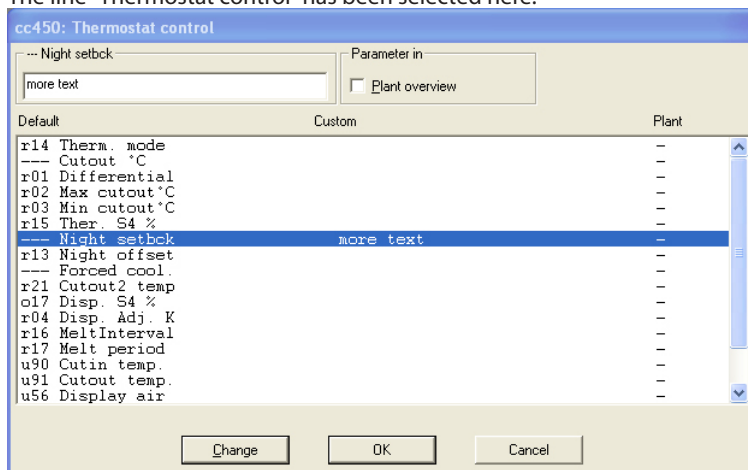 The line 'Thermostat control' has been selected here.
cc450: Thermostat control
--- Night setbck
Parameter in
more text
Plant overview
Default Custom Plant
r14 Therm. mode -
--- Cutout °C -
r01 Differential -
r02 Max cutout°C -
r03 Min cutout°C -
r15 Ther. S4 % -
--- Night setbck more text -
r13 Night offset -
--- Forced cool. -
r21 Cutout2 temp -
o17 Disp. S4 % -
r04 Disp. Adj. K -
r16 MeltInterval -
r17 Melt period -
u90 Cutin temp. -
u91 Cutout temp. -
u56 Display air -
Change OK Cancel